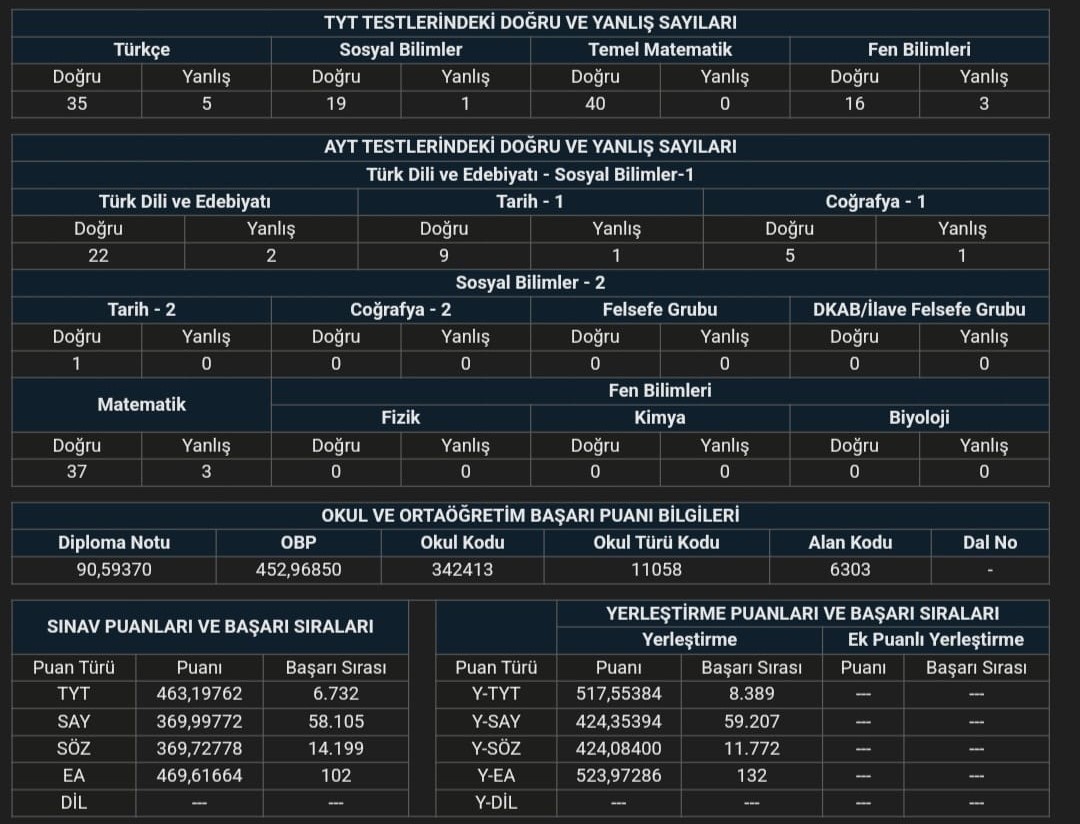 TYT TESTLERİNDEKİ DOĞRU VE YANLIŞ SAYILARI
Türkçe Sosyal Bilimler Temel Matematik Fen Bilimleri
Doğru Yanlış Doğru Yanlış Doğru Yanlış Doğru Yanlış
35 5 19 1 40 0 16 3
AYT TESTLERİNDEKİ DOĞRU VE YANLIŞ SAYILARI
Türk Dili ve Edebiyatı - Sosyal Bilimler-1
Türk Dili ve Edebiyatı Tarih - 1 Coğrafya - 1
Doğru Yanlış Doğru Yanlış Doğru Yanlış
22 2 9 1 5 1
Sosyal Bilimler - 2
Tarih - 2 Coğrafya - 2 Felsefe Grubu DKAB/İlave Felsefe Grubu
Doğru Yanlış Doğru Yanlış Doğru Yanlış Doğru Yanlış
1 0 0 0 0 0 0 0
Matematik Fen Bilimleri
Fizik Kimya Biyoloji
Doğru Yanlış Doğru Yanlış Doğru Yanlış Doğru Yanlış
37 3 0 0 0 0 0 0
OKUL VE ORTAÖĞRETİM BAŞARI PUANI BİLGİLERİ
Diploma Notu OBP Okul Kodu Okul Türü Kodu Alan Kodu Dal No
90,59370 452,96850 342413 11058 6303 -
SINAV PUANLARI VE BAŞARI SIRALARI
Puan Türü Puanı Başarı Sırası
TYT 463,19762 6.732
SAY 369,99772 58.105
SÖZ 369,72778 14.199
EA 469,61664 102
DİL --- ---
YERLEŞTİRME PUANLARI VE BAŞARI SIRALARI
Yerleştirme Ek Puanlı Yerleştirme
Puan Türü Puanı Başarı Sırası Puanı Başarı Sırası
Y-TYT 517,55384 8.389 --- ---
Y-SAY 424,35394 59.207 --- ---
Y-SÖZ 424,08400 11.772 --- ---
Y-EA 523,97286 132 --- ---
Y-DİL --- --- --- ---